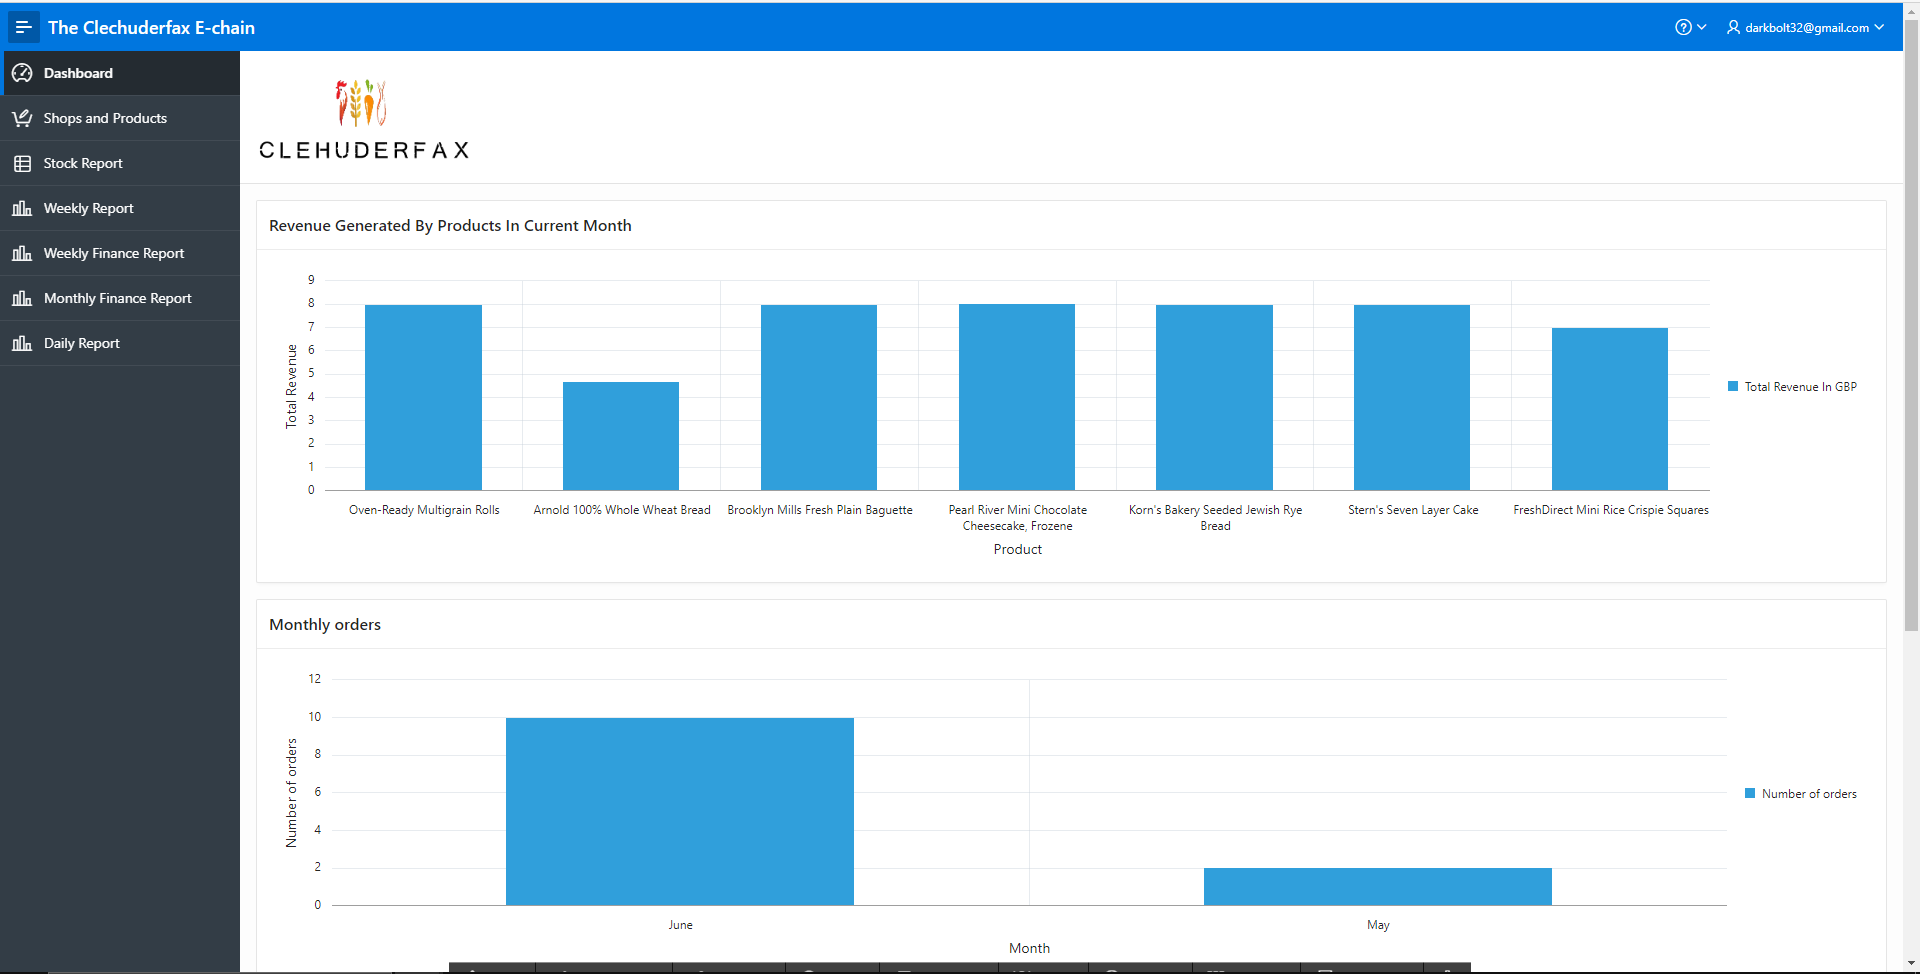 The Clechuderfax E-chain
darkbolt32@gmail.com
Dashboard
Shops and Products
Stock Report
Weekly Report
Weekly Finance Report
Monthly Finance Report
Daily Report
CLEHUDERFAX
Revenue Generated By Products In Current Month
Total Revenue
9
8
7
6
5
4
3
2
1
0
Oven-Ready Multigrain Rolls
Arnold 100% Whole Wheat Bread
Brooklyn Mills Fresh Plain Baguette
Pearl River Mini Chocolate
Cheesecake, Frozene
Korn's Bakery Seeded Jewish Rye
Bread
Stern's Seven Layer Cake
FreshDirect Mini Rice Crispie Squares
Product
Total Revenue In GBP
Monthly orders
Number of orders
12
10
8
6
4
2
0
June
May
Month
Number of orders